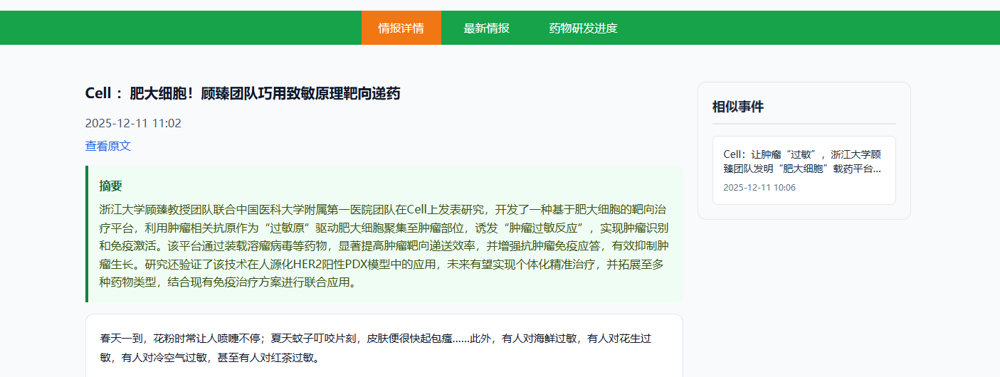 情报详情
最新情报
药物研发进度
Cell ：肥大细胞！顾臻团队巧用致敏原理靶向递药
2025-12-11 11:02
查看原文
摘要
浙江大学顾臻教授团队联合中国医科大学附属第一医院团队在Cell上发表研究，开发了一种基于肥大细胞的靶向治
疗平台，利用肿瘤相关抗原作为“过敏原”驱动肥大细胞聚集至肿瘤部位，诱发“肿瘤过敏反应”，实现肿瘤识别
和免疫激活。该平台通过装载溶瘤病毒等药物，显著提高肿瘤靶向递送效率，并增强抗肿瘤免疫应答，有效抑制肿
瘤生长。研究还验证了该技术在人源化HER2阳性PDX模型中的应用，未来有望实现个体化精准治疗，并拓展至多
种药物类型，结合现有免疫治疗方案进行联合应用。
春天一到，花粉时常让人喷嚏不停；夏天蚊子叮咬片刻，皮肤便很快起包瘙……此外，有人对海鲜过敏，有人对花生过
敏，有人对冷空气过敏，甚至有人对红茶过敏。
相似事件
Cell：让肿瘤“过敏”，浙江大学顾
臻团队发明“肥大细胞”载药平台...
2025-12-11 10:06